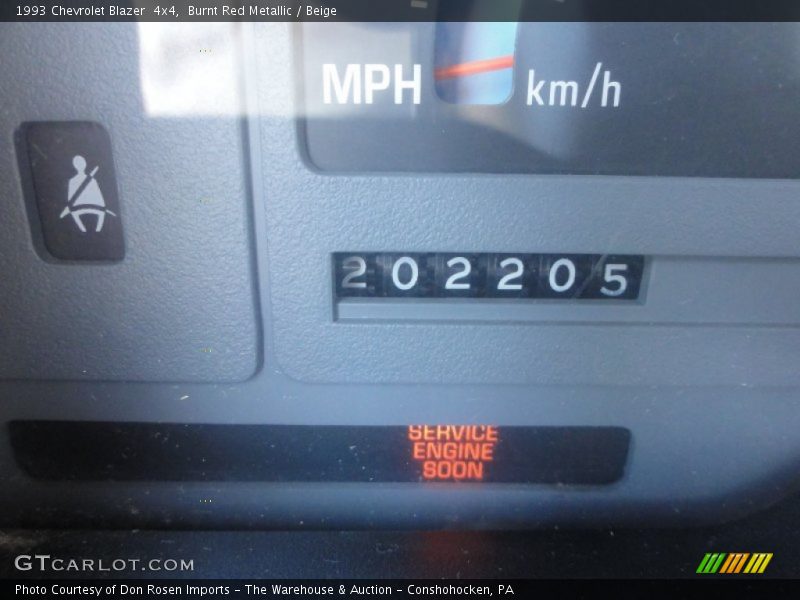 1993 Chevrolet Blazer 4x4, Burnt Red Metallic / Beige
MPH km/h
202205
SERVICE
ENGINE
SOON
GTCARLOT.COM
Photo Courtesy of Don Rosen Imports – The Warehouse & Auction – Conshohocken, PA